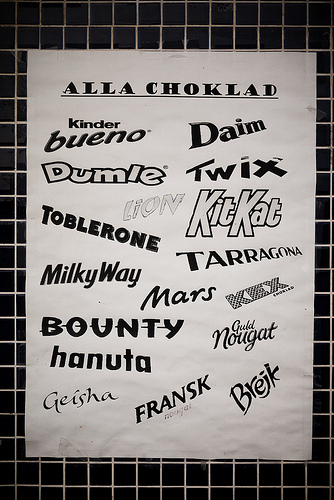 ALLA CHOKLAD
Kinder
bueno
Daim
Dumle
Twix
LION
KitKat
TOBLERONE
TARRAGONA
MilkyWay
Mars
KEX
CHOKLAD
BOUNTY
Guld
Nougat
hanuta
Geisha
FRANSK
nougat
Brejk